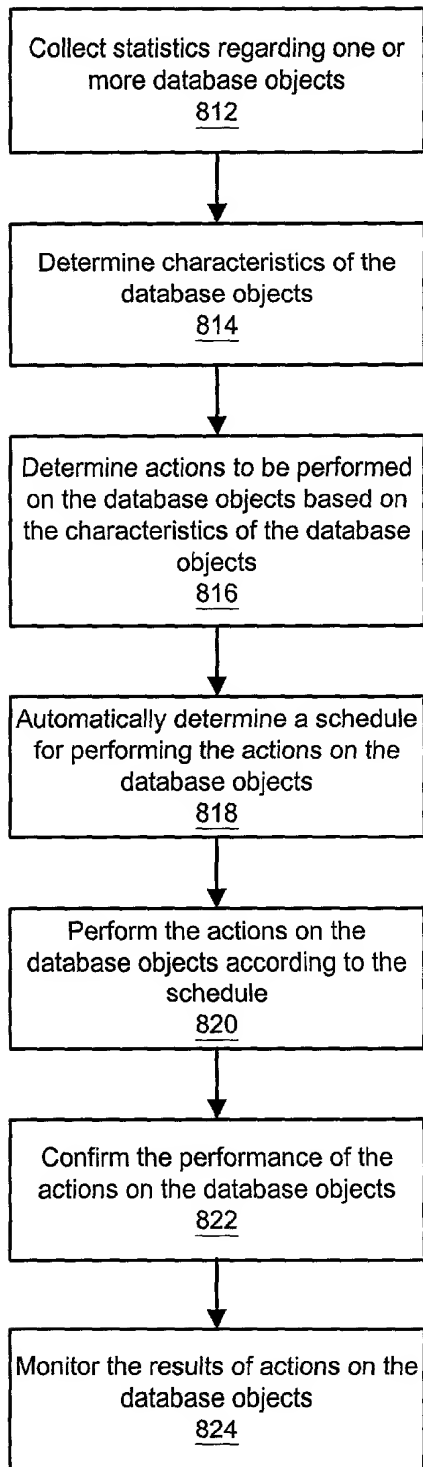 Collect statistics regarding one or
more database objects
812
Determine characteristics of the
database objects
814
Determine actions to be performed
on the database objects based on
the characteristics of the database
objects
816
Automatically determine a schedule
for performing the actions on the
database objects
818
Perform the actions on the
database objects according to the
schedule
820
Confirm the performance of the
actions on the database objects
822
Monitor the results of actions on the
database objects
824